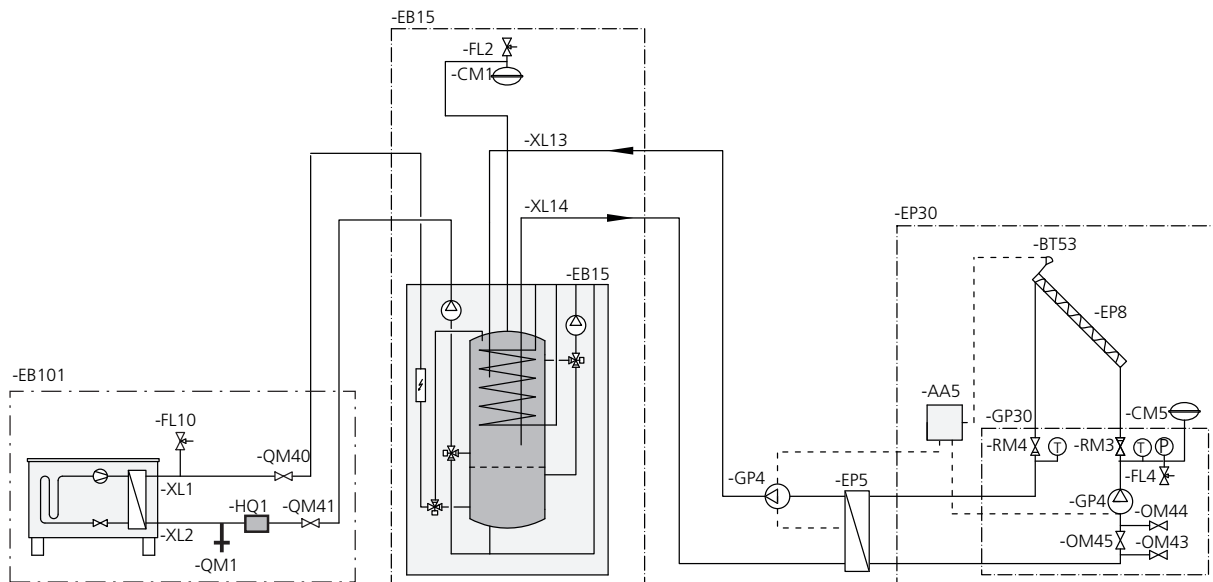 -EB15
-FL2
-CM1
-XL13
-XL14
-EP30
-BT53
-EB15
-EP8
-EB101
-AA5
-CM5
-GP30
-FL10
-RM4
T
-RM3
T
P
-QM40
-FL4
-XL1
-GP4
-EP5
-GP4
-HQ1
-QM41
-OM44
-XL2
-OM45
-OM43
-QM1